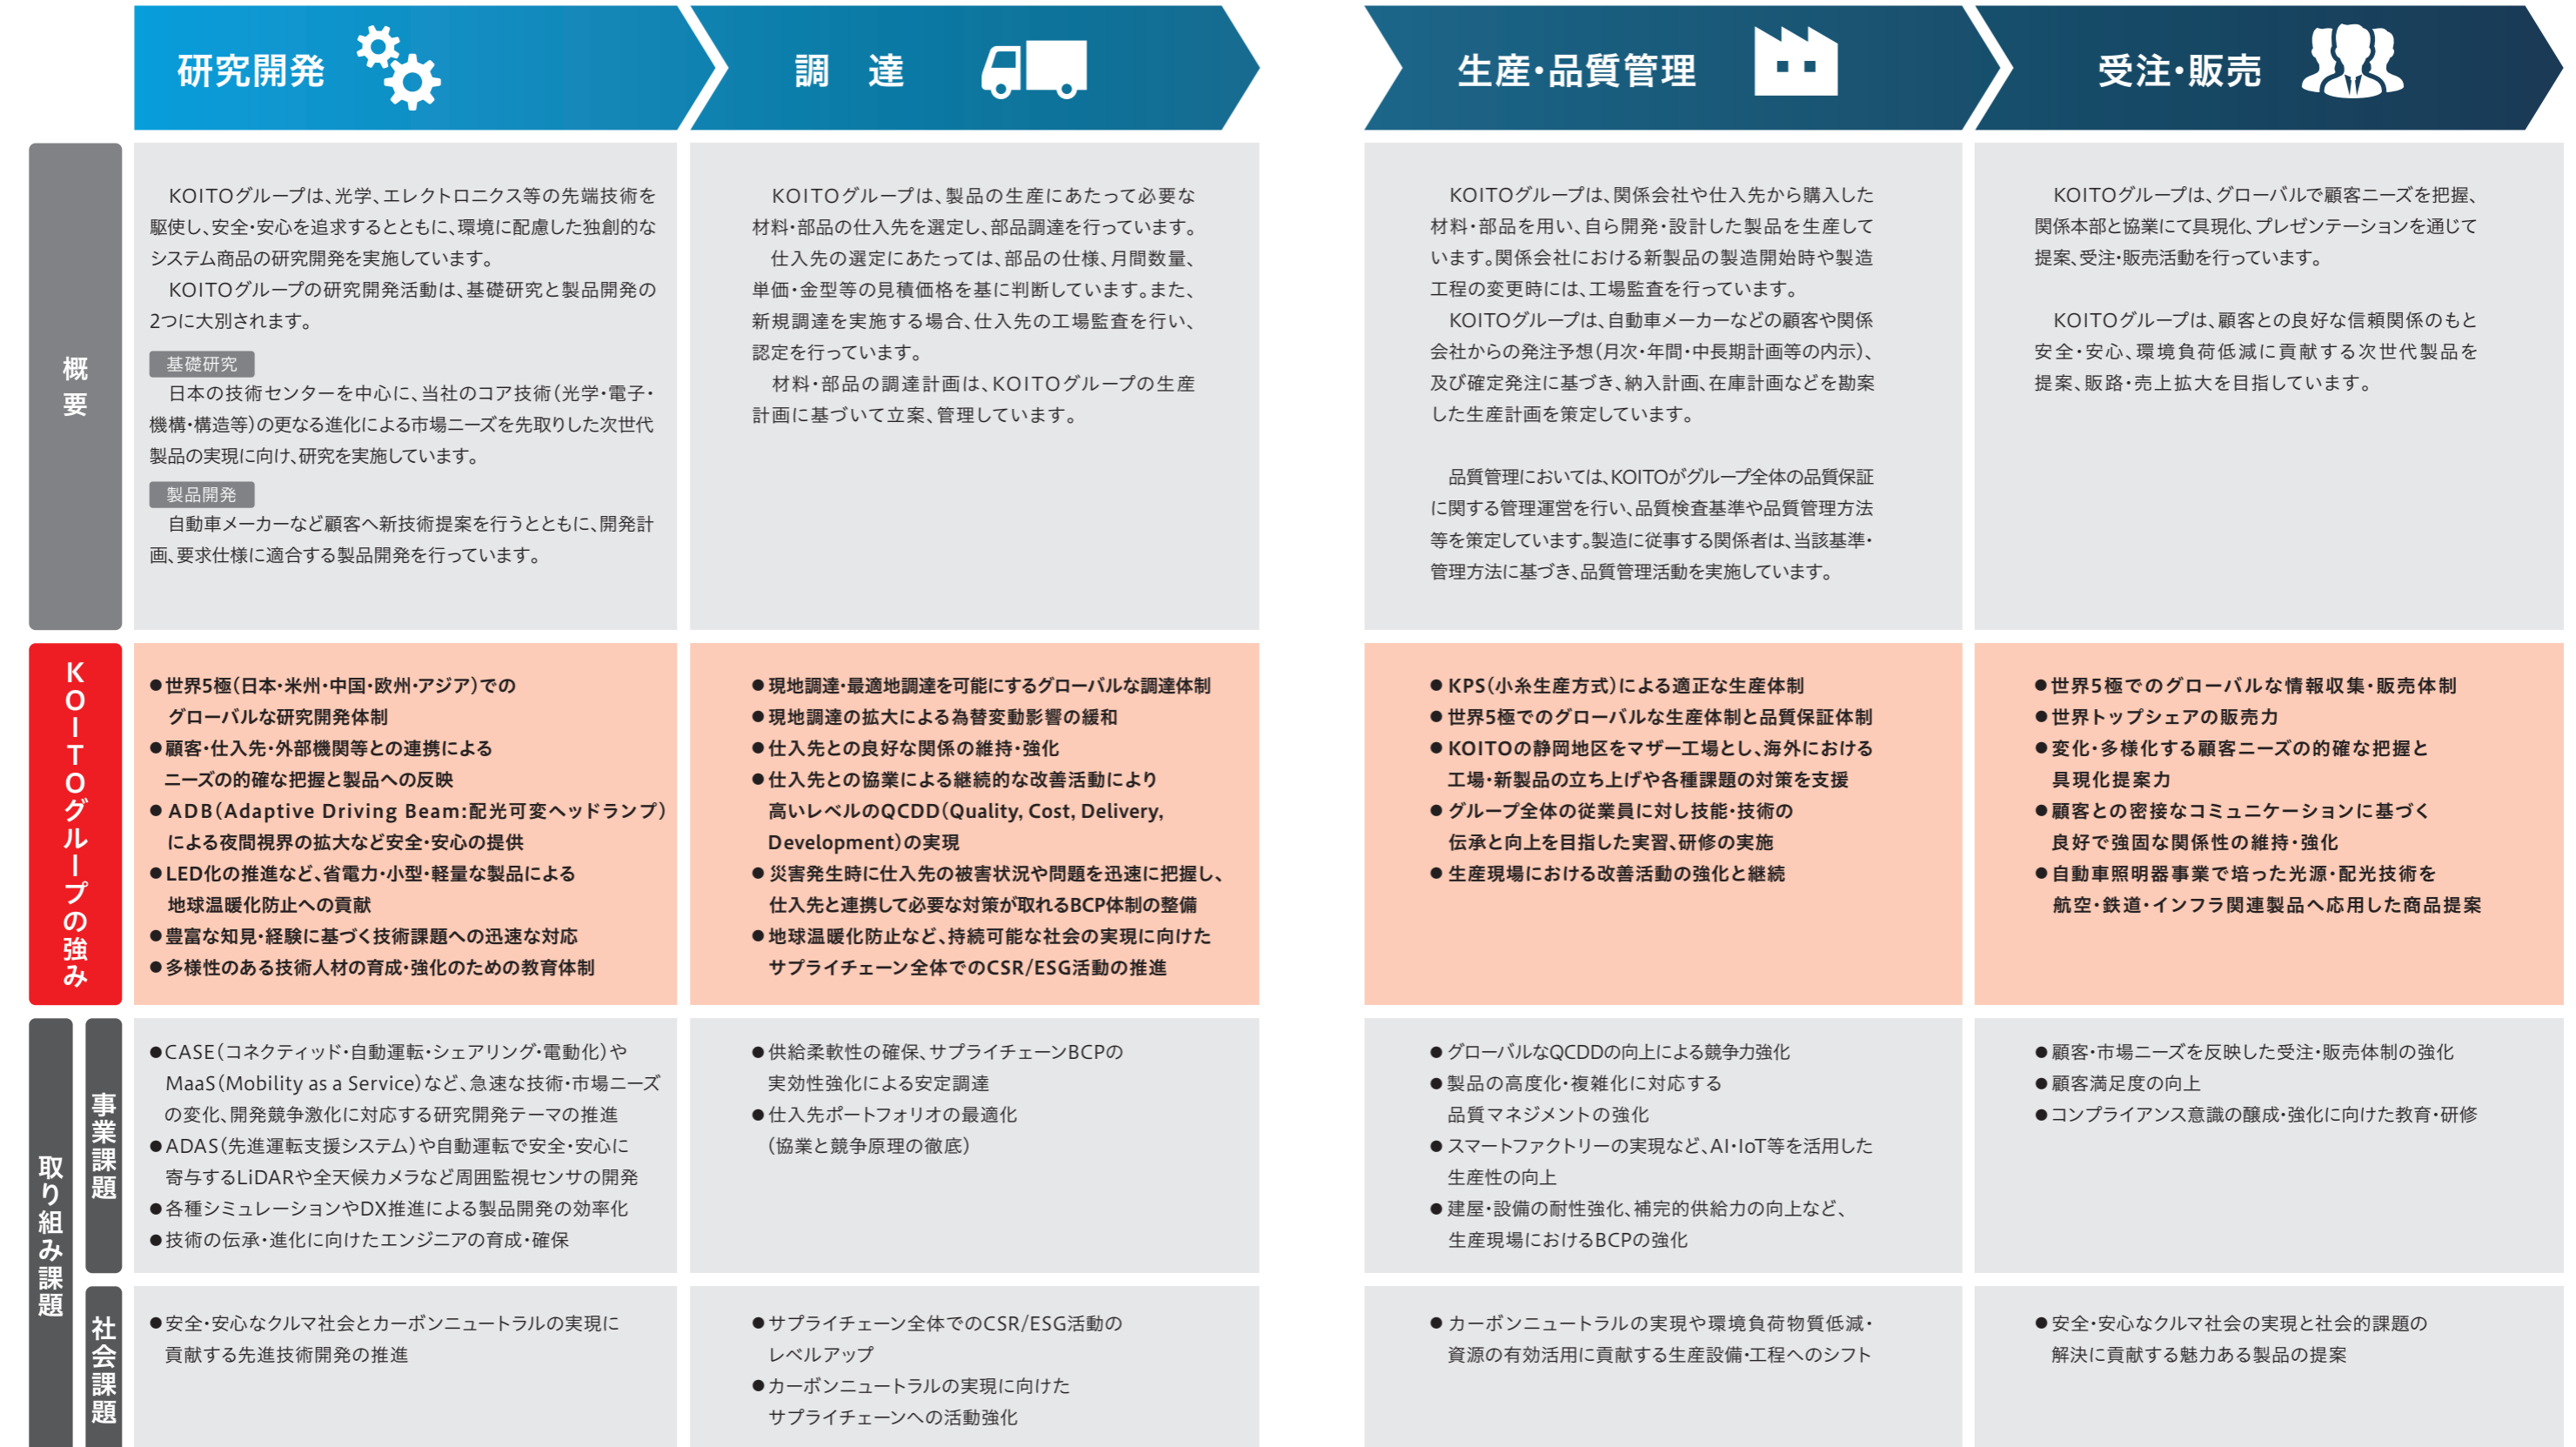 研究開発
調　達
生産・品質管理
受注・販売
概要
KOITOグループは、光学、エレクトロニクス等の先端技術を
駆使し、安全・安心を追求するとともに、環境に配慮した独創的な
システム商品の研究開発を実施しています。
KOITOグループの研究開発活動は、基礎研究と製品開発の
2つに大別されます。
基礎研究
日本の技術センターを中心に、当社のコア技術（光学・電子・
機構・構造等）の更なる進化による市場ニーズを先取りした次世代
製品の実現に向け、研究を実施しています。
製品開発
自動車メーカーなど顧客へ新技術提案を行うとともに、開発計
画、要求仕様に適合する製品開発を行っています。
KOITOグループは、製品の生産にあたって必要な
材料・部品の仕入先を選定し、部品調達を行っています。
仕入先の選定にあたっては、部品の仕様、月間数量、
単価・金型等の見積価格を基に判断しています。また、
新規調達を実施する場合、仕入先の工場監査を行い、
認定を行っています。
材料・部品の調達計画は、KOITOグループの生産
計画に基づいて立案、管理しています。
KOITOグループは、関係会社や仕入先から購入した
材料・部品を用い、自ら開発・設計した製品を生産して
います。関係会社における新製品の製造開始時や製造
工程の変更時には、工場監査を行っています。
KOITOグループは、自動車メーカーなどの顧客や関係
会社からの発注予想（月次・年間・中長期計画等の内示）、
及び確定発注に基づき、納入計画、在庫計画などを勘案
した生産計画を策定しています。
品質管理においては、KOITOがグループ全体の品質保証
に関する管理運営を行い、品質検査基準や品質管理方法
等を策定しています。製造に従事する関係者は、当該基準・
管理方法に基づき、品質管理活動を実施しています。
KOITOグループは、グローバルで顧客ニーズを把握、
関係本部と協業にて具現化、プレゼンテーションを通じて
提案、受注・販売活動を行っています。
KOITOグループは、顧客との良好な信頼関係のもと
安全・安心、環境負荷低減に貢献する次世代製品を
提案、販路・売上拡大を目指しています。
KOITOグループの強み
●世界5極（日本・米州・中国・欧州・アジア）での
グローバルな研究開発体制
●顧客・仕入先・外部機関等との連携による
ニーズの的確な把握と製品への反映
●ADB（Adaptive Driving Beam:配光可変ヘッドランプ）
による夜間視界の拡大など安全・安心の提供
●LED化の推進など、省電力・小型・軽量な製品による
地球温暖化防止への貢献
●豊富な知見・経験に基づく技術課題への迅速な対応
●多様性のある技術人材の育成・強化のための教育体制
●現地調達・最適地調達を可能にするグローバルな調達体制
●現地調達の拡大による為替変動影響の緩和
●仕入先との良好な関係の維持・強化
●仕入先との協業による継続的な改善活動により
高いレベルのQCDD（Quality, Cost, Delivery,
Development）の実現
●災害発生時に仕入先の被害状況や問題を迅速に把握し、
仕入先と連携して必要な対策が取れるBCP体制の整備
●地球温暖化防止など、持続可能な社会の実現に向けた
サプライチェーン全体でのCSR/ESG活動の推進
●KPS（小糸生産方式）による適正な生産体制
●世界5極でのグローバルな生産体制と品質保証体制
●KOITOの静岡地区をマザー工場とし、海外における
工場・新製品の立ち上げや各種課題の対策を支援
●グループ全体の従業員に対し技能・技術の
伝承と向上を目指した実習、研修の実施
●生産現場における改善活動の強化と継続
●世界5極でのグローバルな情報収集・販売体制
●世界トップシェアの販売力
●変化・多様化する顧客ニーズの的確な把握と
具現化提案力
●顧客との密接なコミュニケーションに基づく
良好で強固な関係性の維持・強化
●自動車照明器事業で培った光源・配光技術を
航空・鉄道・インフラ関連製品へ応用した商品提案
取り組み課題
事業課題
●CASE（コネクティッド・自動運転・シェアリング・電動化）や
MaaS（Mobility as a Service）など、急速な技術・市場ニーズ
の変化、開発競争激化に対応する研究開発テーマの推進
●ADAS（先進運転支援システム）や自動運転で安全・安心に
寄与するLiDARや全天候カメラなど周囲監視センサの開発
●各種シミュレーションやDX推進による製品開発の効率化
●技術の伝承・進化に向けたエンジニアの育成・確保
●供給柔軟性の確保、サプライチェーンBCPの
実効性強化による安定調達
●仕入先ポートフォリオの最適化
（協業と競争原理の徹底）
●グローバルなQCDDの向上による競争力強化
●製品の高度化・複雑化に対応する
品質マネジメントの強化
●スマートファクトリーの実現など、AI・IoT等を活用した
生産性の向上
●建屋・設備の耐性強化、補完的供給力の向上など、
生産現場におけるBCPの強化
●顧客・市場ニーズを反映した受注・販売体制の強化
●顧客満足度の向上
●コンプライアンス意識の醸成・強化に向けた教育・研修
社会課題
●安全・安心なクルマ社会とカーボンニュートラルの実現に
貢献する先進技術開発の推進
●サプライチェーン全体でのCSR/ESG活動の
レベルアップ
●カーボンニュートラルの実現に向けた
サプライチェーンへの活動強化
●カーボンニュートラルの実現や環境負荷物質低減・
資源の有効活用に貢献する生産設備・工程へのシフト
●安全・安心なクルマ社会の実現と社会的課題の
解決に貢献する魅力ある製品の提案